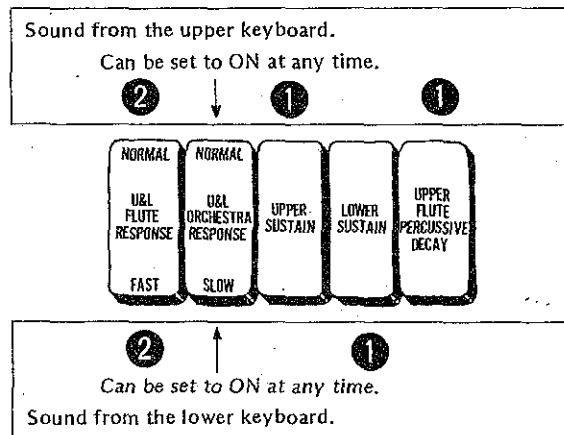 Sound from the upper keyboard.
Can be set to ON at any time.
2 1 1
NORMAL
U&L
FLUTE
RESPONSE
FAST
NORMAL
U&L
ORCHESTRA
RESPONSE
SLOW
UPPER
SUSTAIN
LOWER
SUSTAIN
UPPER
FLUTE
PERCUSSIVE
DECAY
2 1
Can be set to ON at any time.
Sound from the lower keyboard.